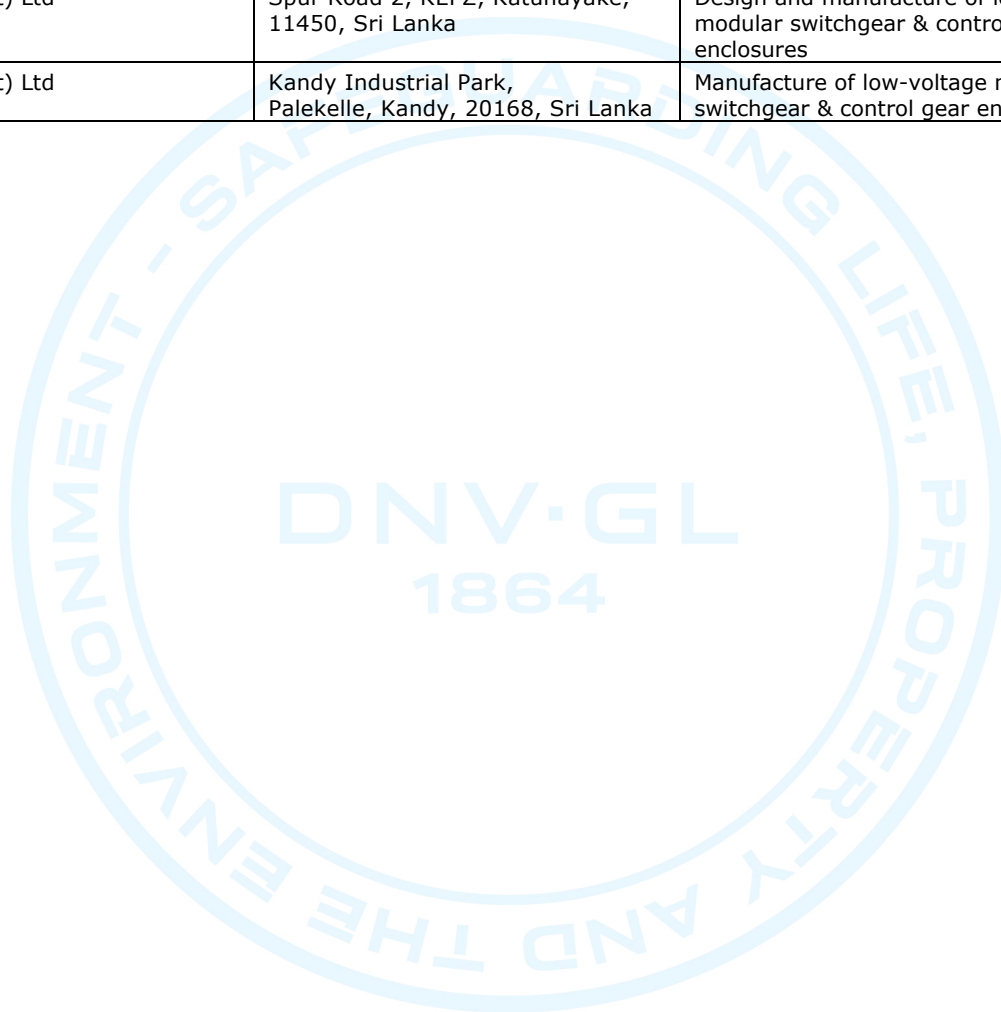 t) Ltd
Spur Road 2, KEPZ, Katunayake,
11450, Sri Lanka
Design and manufacture of lo
modular switchgear & contro
enclosures
t) Ltd
Kandy Industrial Park,
Palekelle, Kandy, 20168, Sri Lanka
Manufacture of low-voltage
switchgear & control gear en
SAFEGUARDING LIFE, PROPERTY AND THE ENVIRONMENT -
DNV·GL
1864